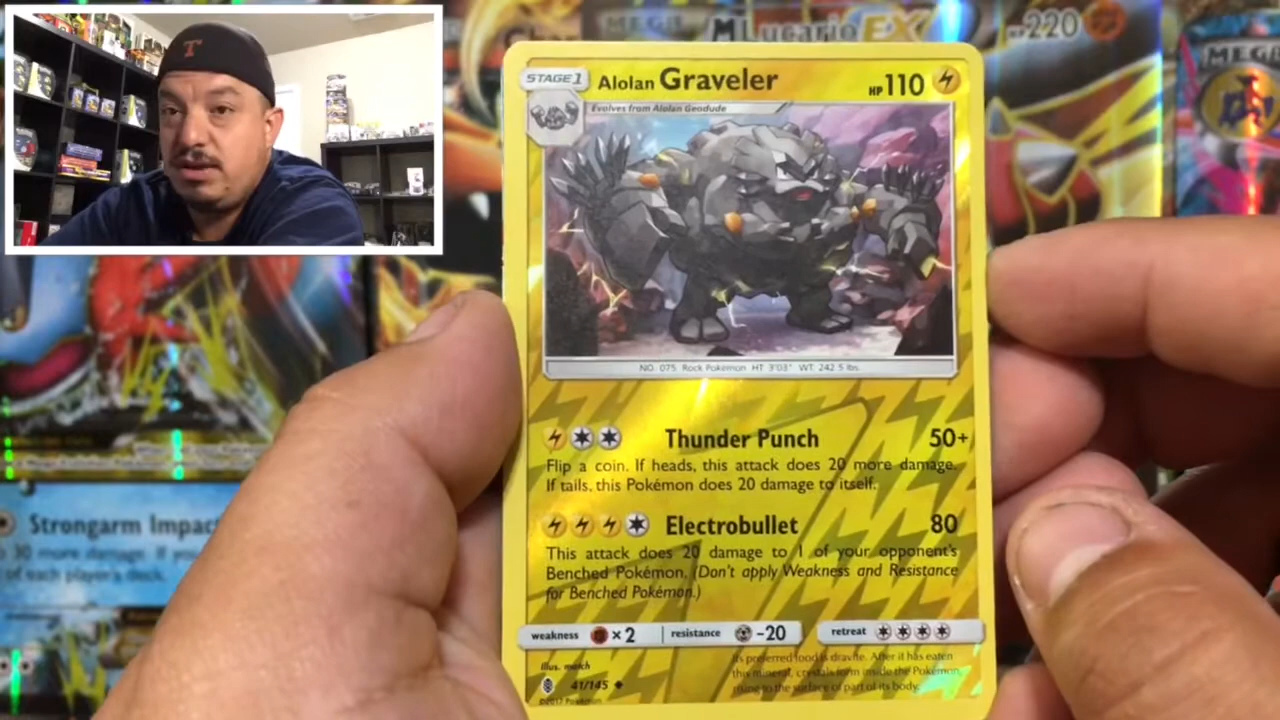 MEGA
M Lucario EX
HP220
MEGA
T
STAGE 1
Alolan Graveler
HP 110
Evolves from Alolan Geodude
NO. 075 Rock Pokémon HT 3'03" WT. 242.5 lbs.
Thunder Punch 50+
Flip a coin. If heads, this attack does 20 more damage.
If tails, this Pokémon does 20 damage to itself.
Electrobullet 80
This attack does 20 damage to 1 of your opponent's
Benched Pokémon. (Don't apply Weakness and Resistance
for Benched Pokémon.)
weakness ×2 resistance -20 retreat
Illus. match
41/145
©2017 Pokémon
Its preferred food is dravite. After it has eaten
this mineral, crystals form inside the Pokémon,
rising to the surface of part of its body.
Strongarm Impact
30 more damage. If you
of each player's deck.